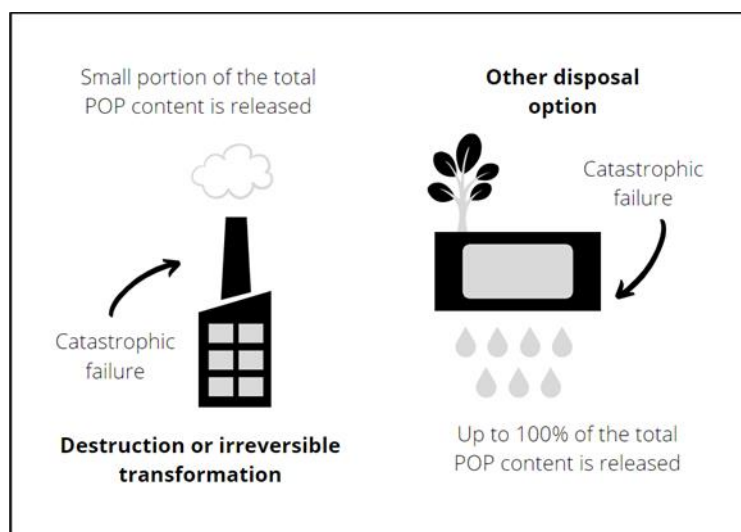 Small portion of the total
POP content is released
Catastrophic
failure
Destruction or irreversible
transformation
Other disposal
option
Catastrophic
failure
Up to 100% of the total
POP content is released